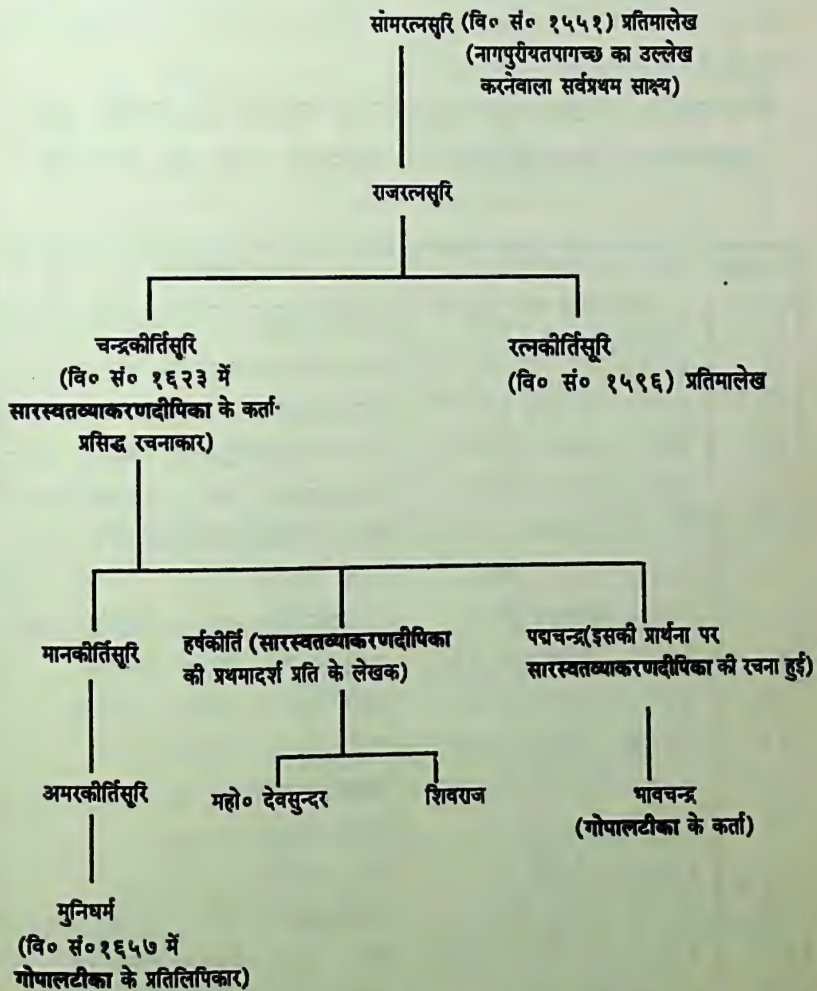 सोमरत्नसूरि (वि० सं० १५५१) प्रतिमालेख
(नागपुरीयतपागच्छ का उल्लेख
करनेवाला सर्वप्रथम साक्ष्य)
राजरत्नसूरि
चन्द्रकीर्तिसूरि
(वि० सं० १६२३ में
सारस्वतव्याकरणदीपिका के कर्ता
प्रसिद्ध रचनाकार)
रत्नकीर्तिसूरि
(वि० सं० १५९६) प्रतिमालेख
मानकीर्तिसूरि
हर्षकीर्ति (सारस्वतव्याकरणदीपिका
की प्रथमादर्श प्रति के लेखक)
पद्मचन्द्र(इसकी प्रार्थना पर
सारस्वतव्याकरणदीपिका की रचना हुई)
अमरकीर्तिसूरि
महो० देवसुन्दर
शिवराज
भावचन्द्र
(गोपालटीका के कर्ता)
मुनिधर्म
(वि० सं०१६५७ में
गोपालटीका के प्रतिलिपिकार)